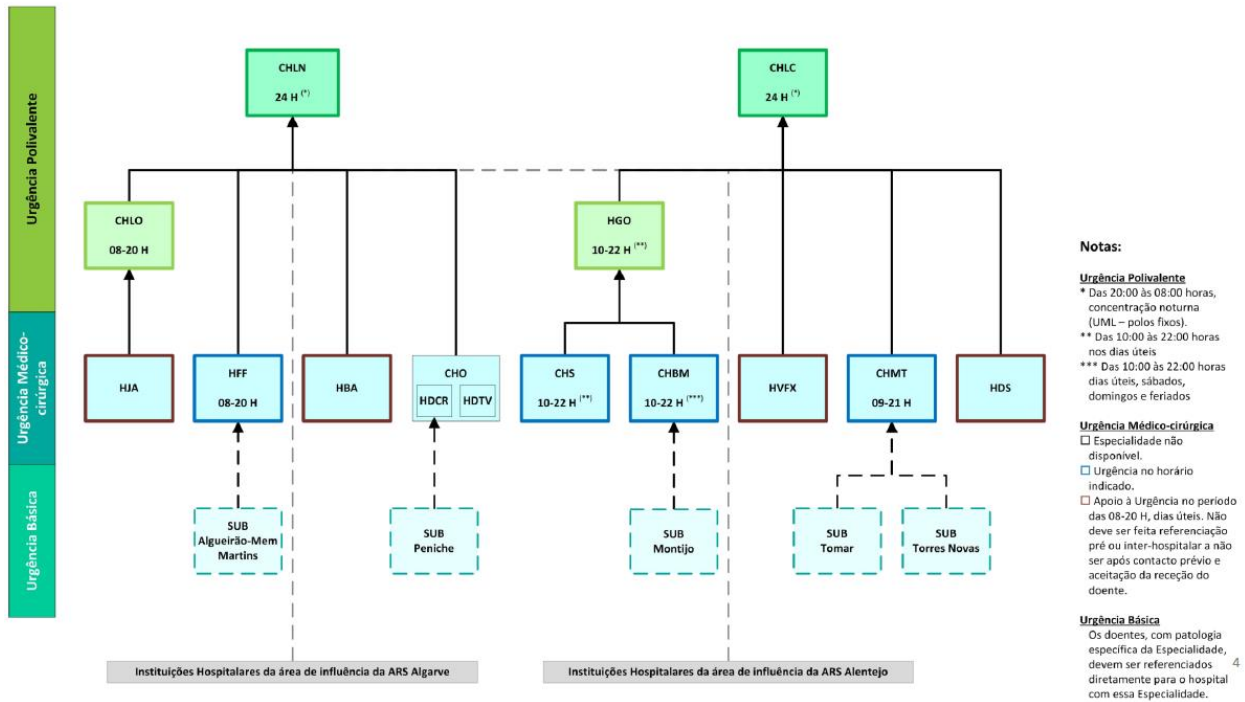 Urgência Polivalente
CHLN
24 H (*)
CHLC
24 H (*)
CHLO
08-20 H
HGO
10-22 H (**)
Urgência Médico-
cirúrgica
HJA
HFF
08-20 H
HBA
CHO
HDCR
HDTV
CHS
10-22 H (**)
CHBM
10-22 H (***)
HVFX
CHMT
09-21 H
HDS
Urgência Básica
SUB
Algueirão-Mem
Martins
SUB
Peniche
SUB
Montijo
SUB
Tomar
SUB
Torres Novas
Instituições Hospitalares da área de influência da ARS Algarve
Instituições Hospitalares da área de influência da ARS Alentejo
Notas:
Urgência Polivalente
* Das 20:00 às 08:00 horas,
concentração noturna
(UML – polos fixos).
** Das 10:00 às 22:00 horas
nos dias úteis
*** Das 10:00 às 22:00 horas
dias úteis, sábados,
domingos e feriados
Urgência Médico-cirúrgica
Especialidade não
disponível.
Urgência no horário
indicado.
Apoio à Urgência no período
das 08-20 H, dias úteis. Não
deve ser feita referenciação
pré ou inter-hospitalar a não
ser após contacto prévio e
aceitação da receção do
doente.
Urgência Básica
Os doentes, com patologia
específica da Especialidade,
devem ser referenciados
diretamente para o hospital
com essa Especialidade.
4